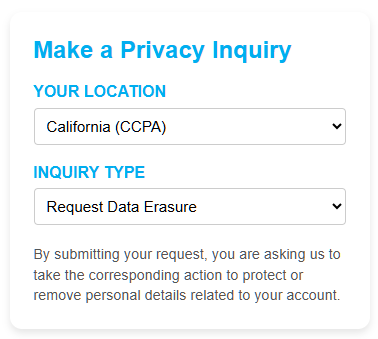 Make a Privacy Inquiry
YOUR LOCATION
California (CCPA)
INQUIRY TYPE
Request Data Erasure
By submitting your request, you are asking us to
take the corresponding action to protect or
remove personal details related to your account.